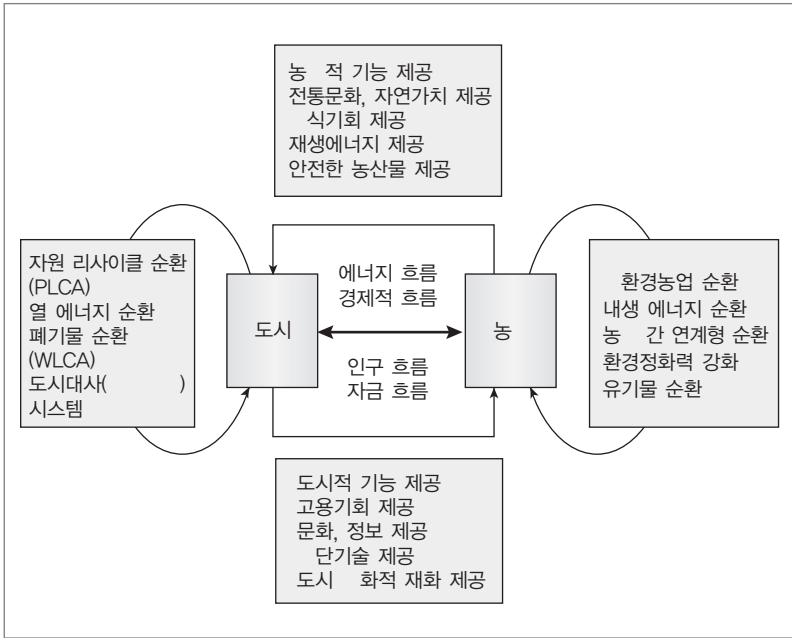 농 적 기능 제공
전통문화, 자연가치 제공
식기회 제공
재생에너지 제공
안전한 농산물 제공
자원 리사이클 순환
(PLCA)
열 에너지 순환
폐기물 순환
(WLCA)
도시대사( )
시스템
도시
에너지 흐름
경제적 흐름
인구 흐름
자금 흐름
농
환경농업 순환
내생 에너지 순환
농 간 연계형 순환
환경정화력 강화
유기물 순환
도시적 기능 제공
고용기회 제공
문화, 정보 제공
단기술 제공
도시 화적 재화 제공